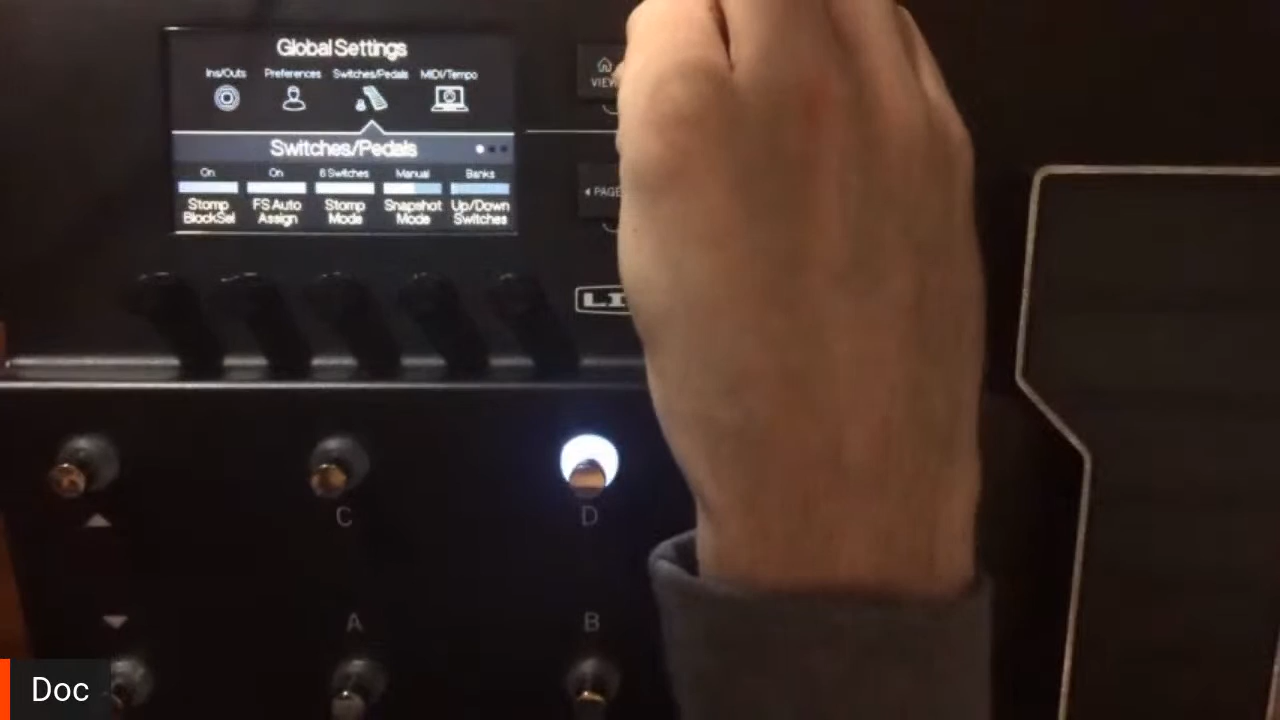 Global Settings
Ins/Outs Preferences Switches/Pedals MIDI/Tempo
Switches/Pedals
On On 6 Switches Manual Banks
Stomp FS Auto Stomp Snapshot Up/Down
BlockSel Assign Mode Mode Switches
VIEW
PAGE
LI
C D
A B
Doc